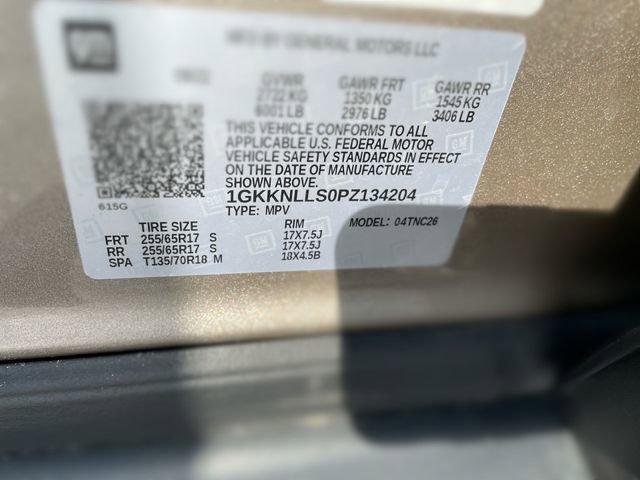 GM
MFG BY GENERAL MOTORS LLC
GVWR GAWR FRT GAWR RR
2722 KG 1350 KG 1545 KG
6001 LB 2976 LB 3406 LB
THIS VEHICLE CONFORMS TO ALL
APPLICABLE U.S. FEDERAL MOTOR
VEHICLE SAFETY STANDARDS IN EFFECT
ON THE DATE OF MANUFACTURE
SHOWN ABOVE.
1GKKNLLS0PZ134204
615G TYPE: MPV MODEL: 04TNC26
TIRE SIZE RIM
FRT 255/65R17 S 17X7.5J
RR 255/65R17 S 17X7.5J
SPA T135/70R18 M 18X4.5B